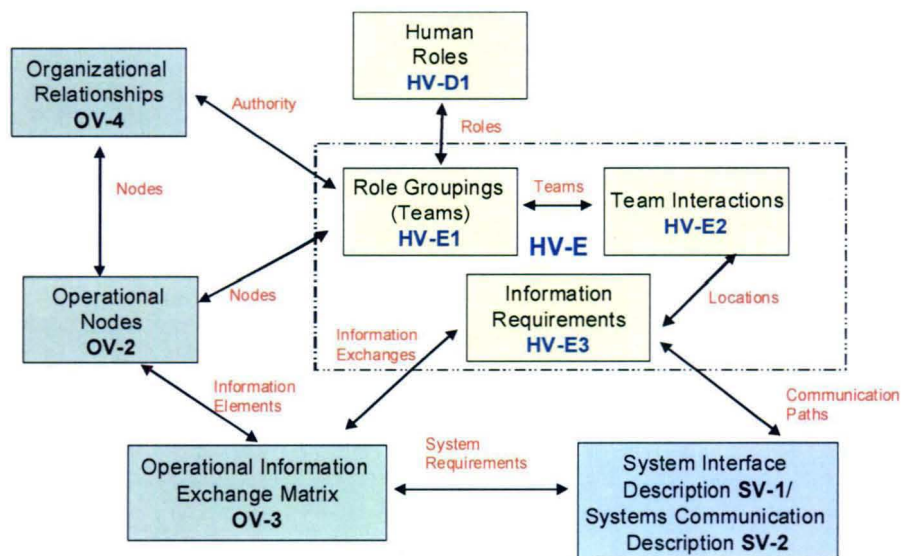 Human
Roles
HV-D1
Organizational
Relationships
OV-4
Authority
Roles
Nodes
Role Groupings
(Teams)
HV-E1
Teams
Team Interactions
HV-E2
HV-E
Operational
Nodes
OV-2
Nodes
Information
Requirements
HV-E3
Locations
Information
Exchanges
Information
Elements
Communication
Paths
System
Requirements
Operational Information
Exchange Matrix
OV-3
System Interface
Description SV-1/
Systems Communication
Description SV-2